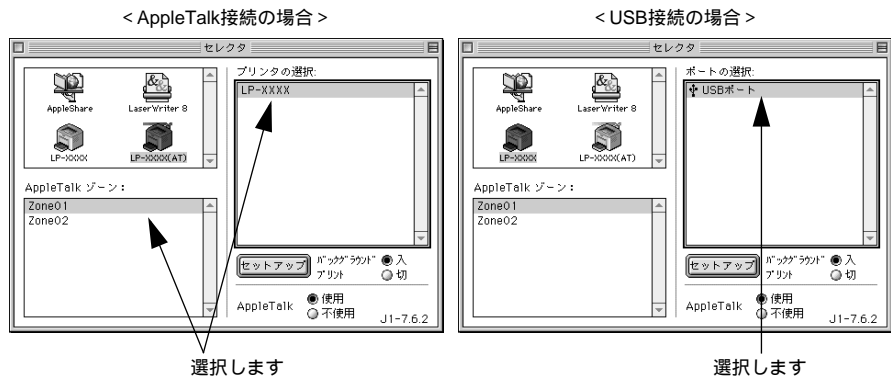 ＜AppleTalk接続の場合＞
セレクタ
AppleShare
LaserWriter 8
LP-XXXX
LP-XXXX(AT)
AppleTalk ゾーン：
Zone01
Zone02
プリンタの選択:
LP-XXXX
セットアップ
バックグラウンド
プリント
入
切
AppleTalk
使用
不使用
J1-7.6.2
選択します
＜USB接続の場合＞
セレクタ
AppleShare
LaserWriter 8
LP-XXXX
LP-XXXX(AT)
AppleTalk ゾーン：
Zone01
Zone02
ポートの選択:
USBポート
セットアップ
バックグラウンド
プリント
入
切
AppleTalk
使用
不使用
J1-7.6.2
選択します